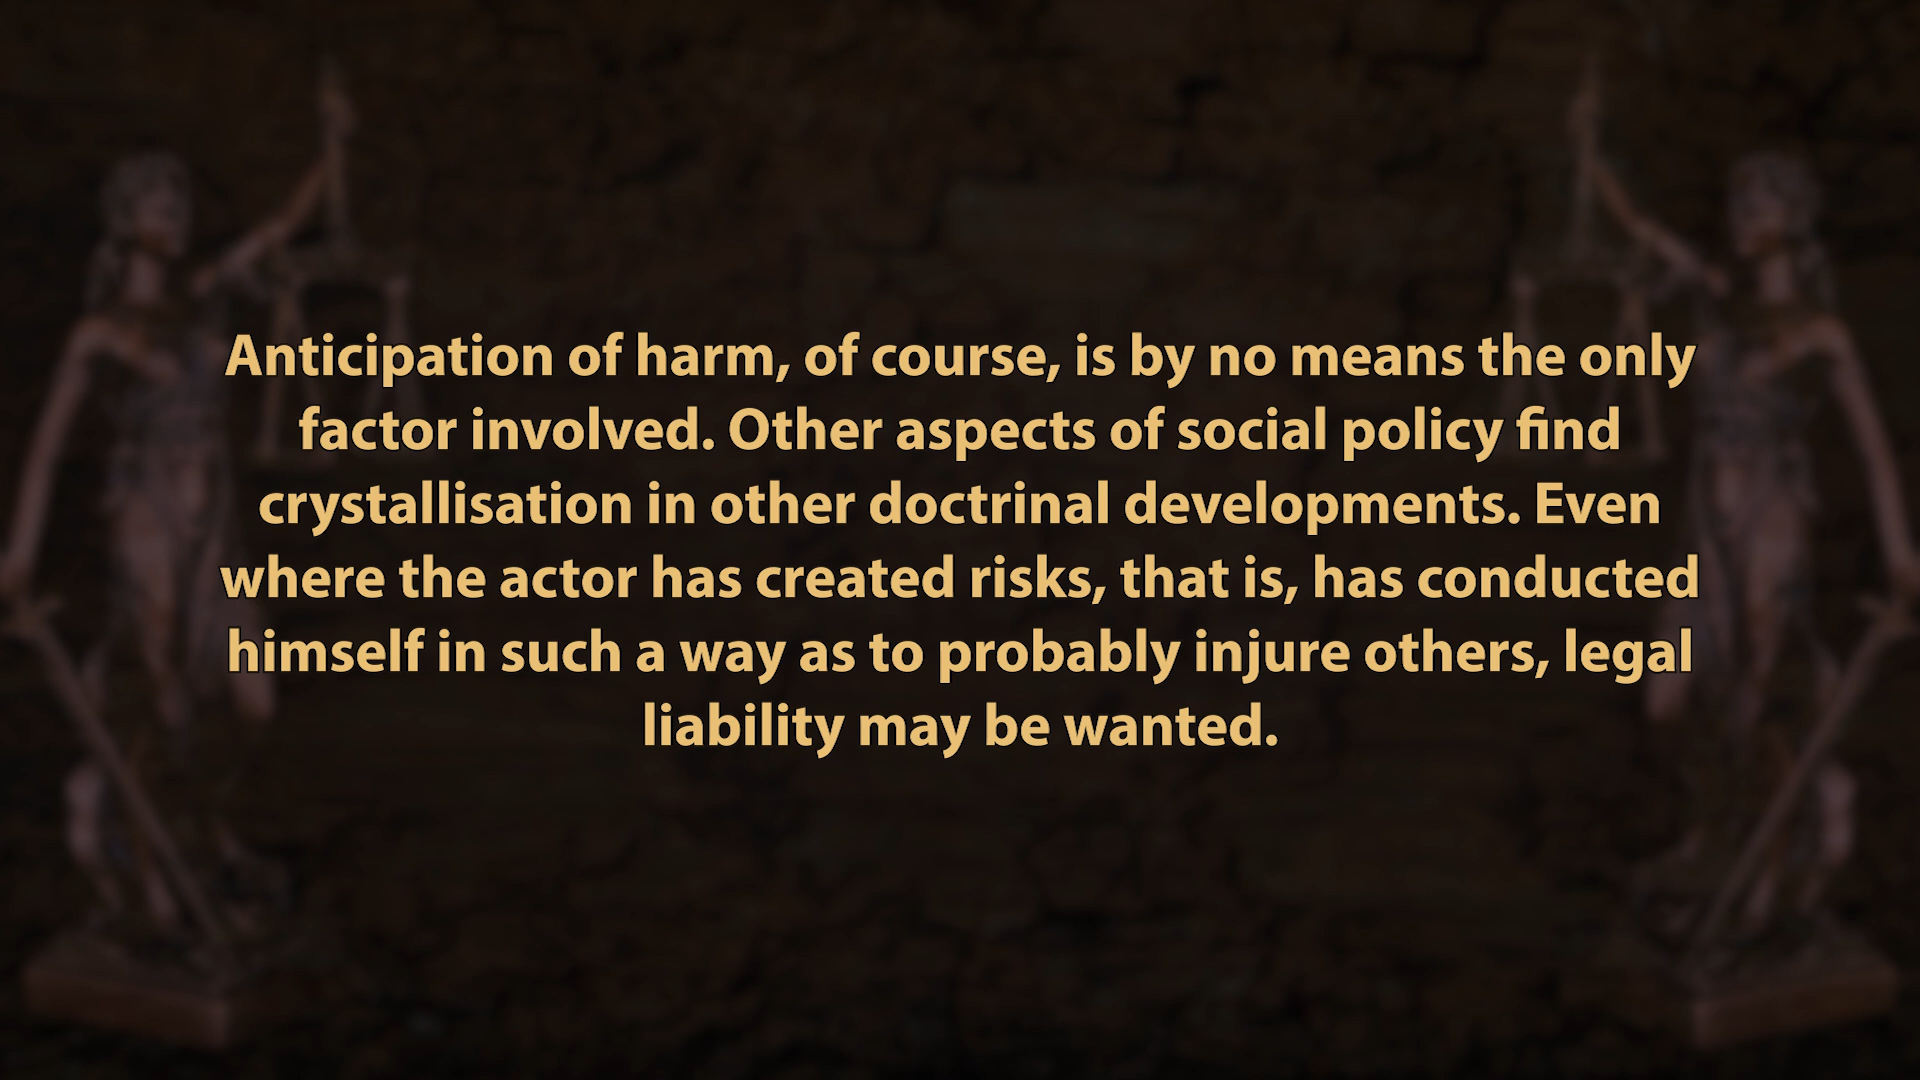 Anticipation of harm, of course, is by no means the only
factor involved. Other aspects of social policy find
crystallisation in other doctrinal developments. Even
where the actor has created risks, that is, has conducted
himself in such a way as to probably injure others, legal
liability may be wanted.